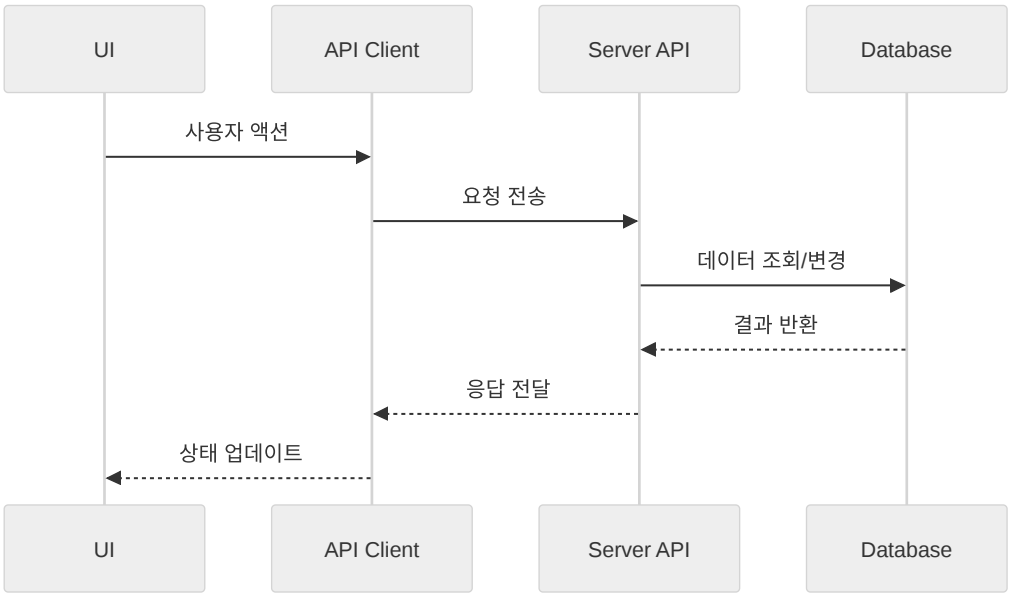 UI
API Client
Server API
Database
사용자 액션
요청 전송
데이터 조회/변경
결과 반환
응답 전달
상태 업데이트
UI
API Client
Server API
Database